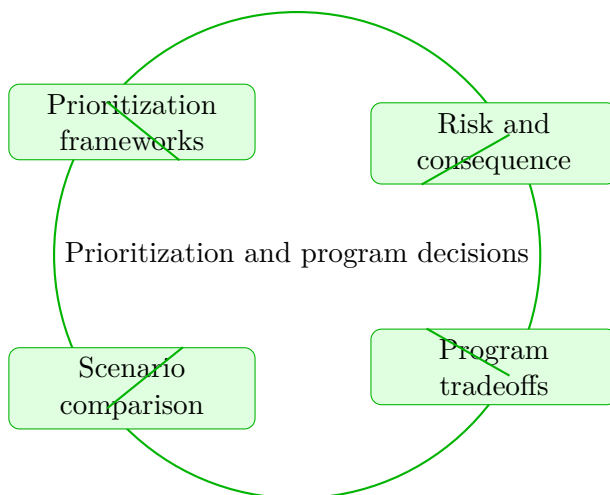 Prioritization
frameworks
Risk and
consequence
Prioritization and program decisions
Scenario
comparison
Program
tradeoffs